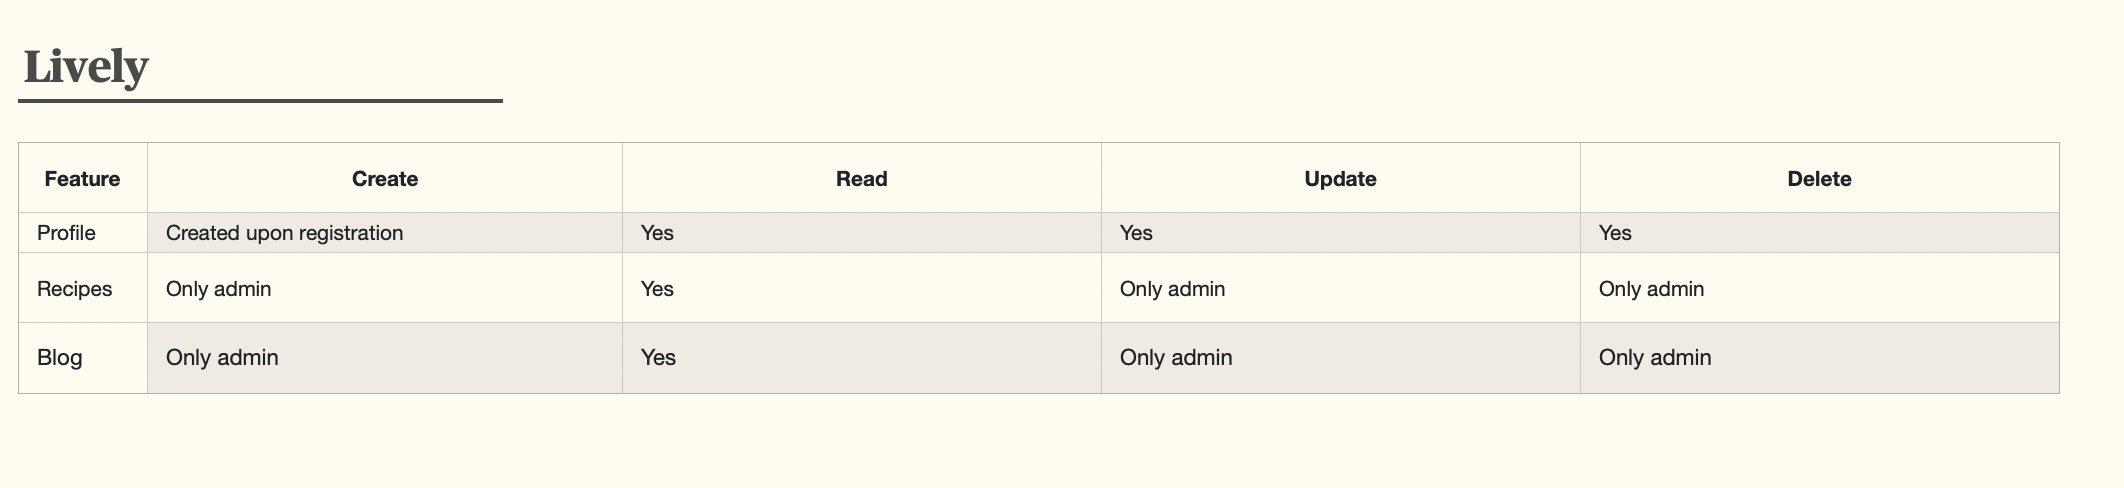 Lively
Feature Create Read Update Delete
Profile Created upon registration Yes Yes Yes
Recipes Only admin Yes Only admin Only admin
Blog Only admin Yes Only admin Only admin